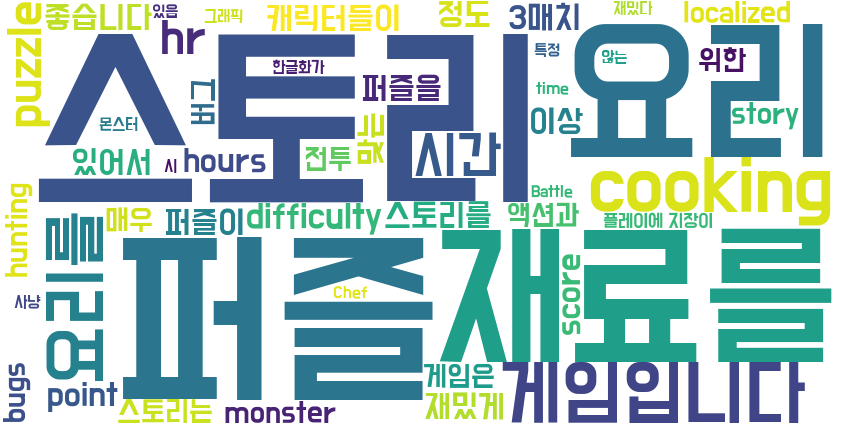 puzzle
좋습니다
있음
그래픽
hr
캐릭터들이
정도
3매치
재밌다
localized
스토리
요리
버그
한글화가
퍼즐을
특정
않는
위한
time
몬스터
이상
story
있어서
시
hours
전투
없는
시간
Battle
cooking
hunting
요리를
매우
퍼즐이
difficulty
스토리를
액션과
플레이에 지장이
사냥
퍼즐
Chef
재료를
score
bugs
point
스토리는
monster
게임은
재밌게
게임입니다